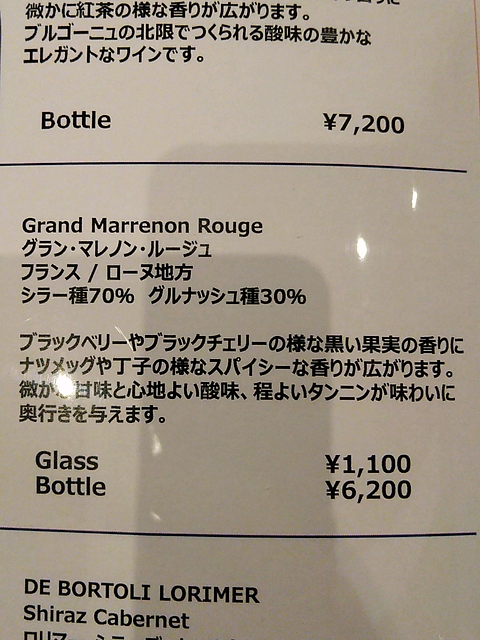 微かに紅茶の様な香りが広がります。
ブルゴーニュの北限でつくられる酸味の豊かな
エレガントなワインです。
Bottle ¥7,200
Grand Marrenon Rouge
グラン・マレノン・ルージュ
フランス / ローヌ地方
シラー種70% グルナッシュ種30%
ブラックベリーやブラックチェリーの様な黒い果実の香りに
ナツメッグや丁子の様なスパイシーな香りが広がります。
微か 甘味と心地よい酸味、程よいタンニンが味わいに
奥行きを与えます。
Glass ¥1,100
Bottle ¥6,200
DE BORTOLI LORIMER
Shiraz Cabernet